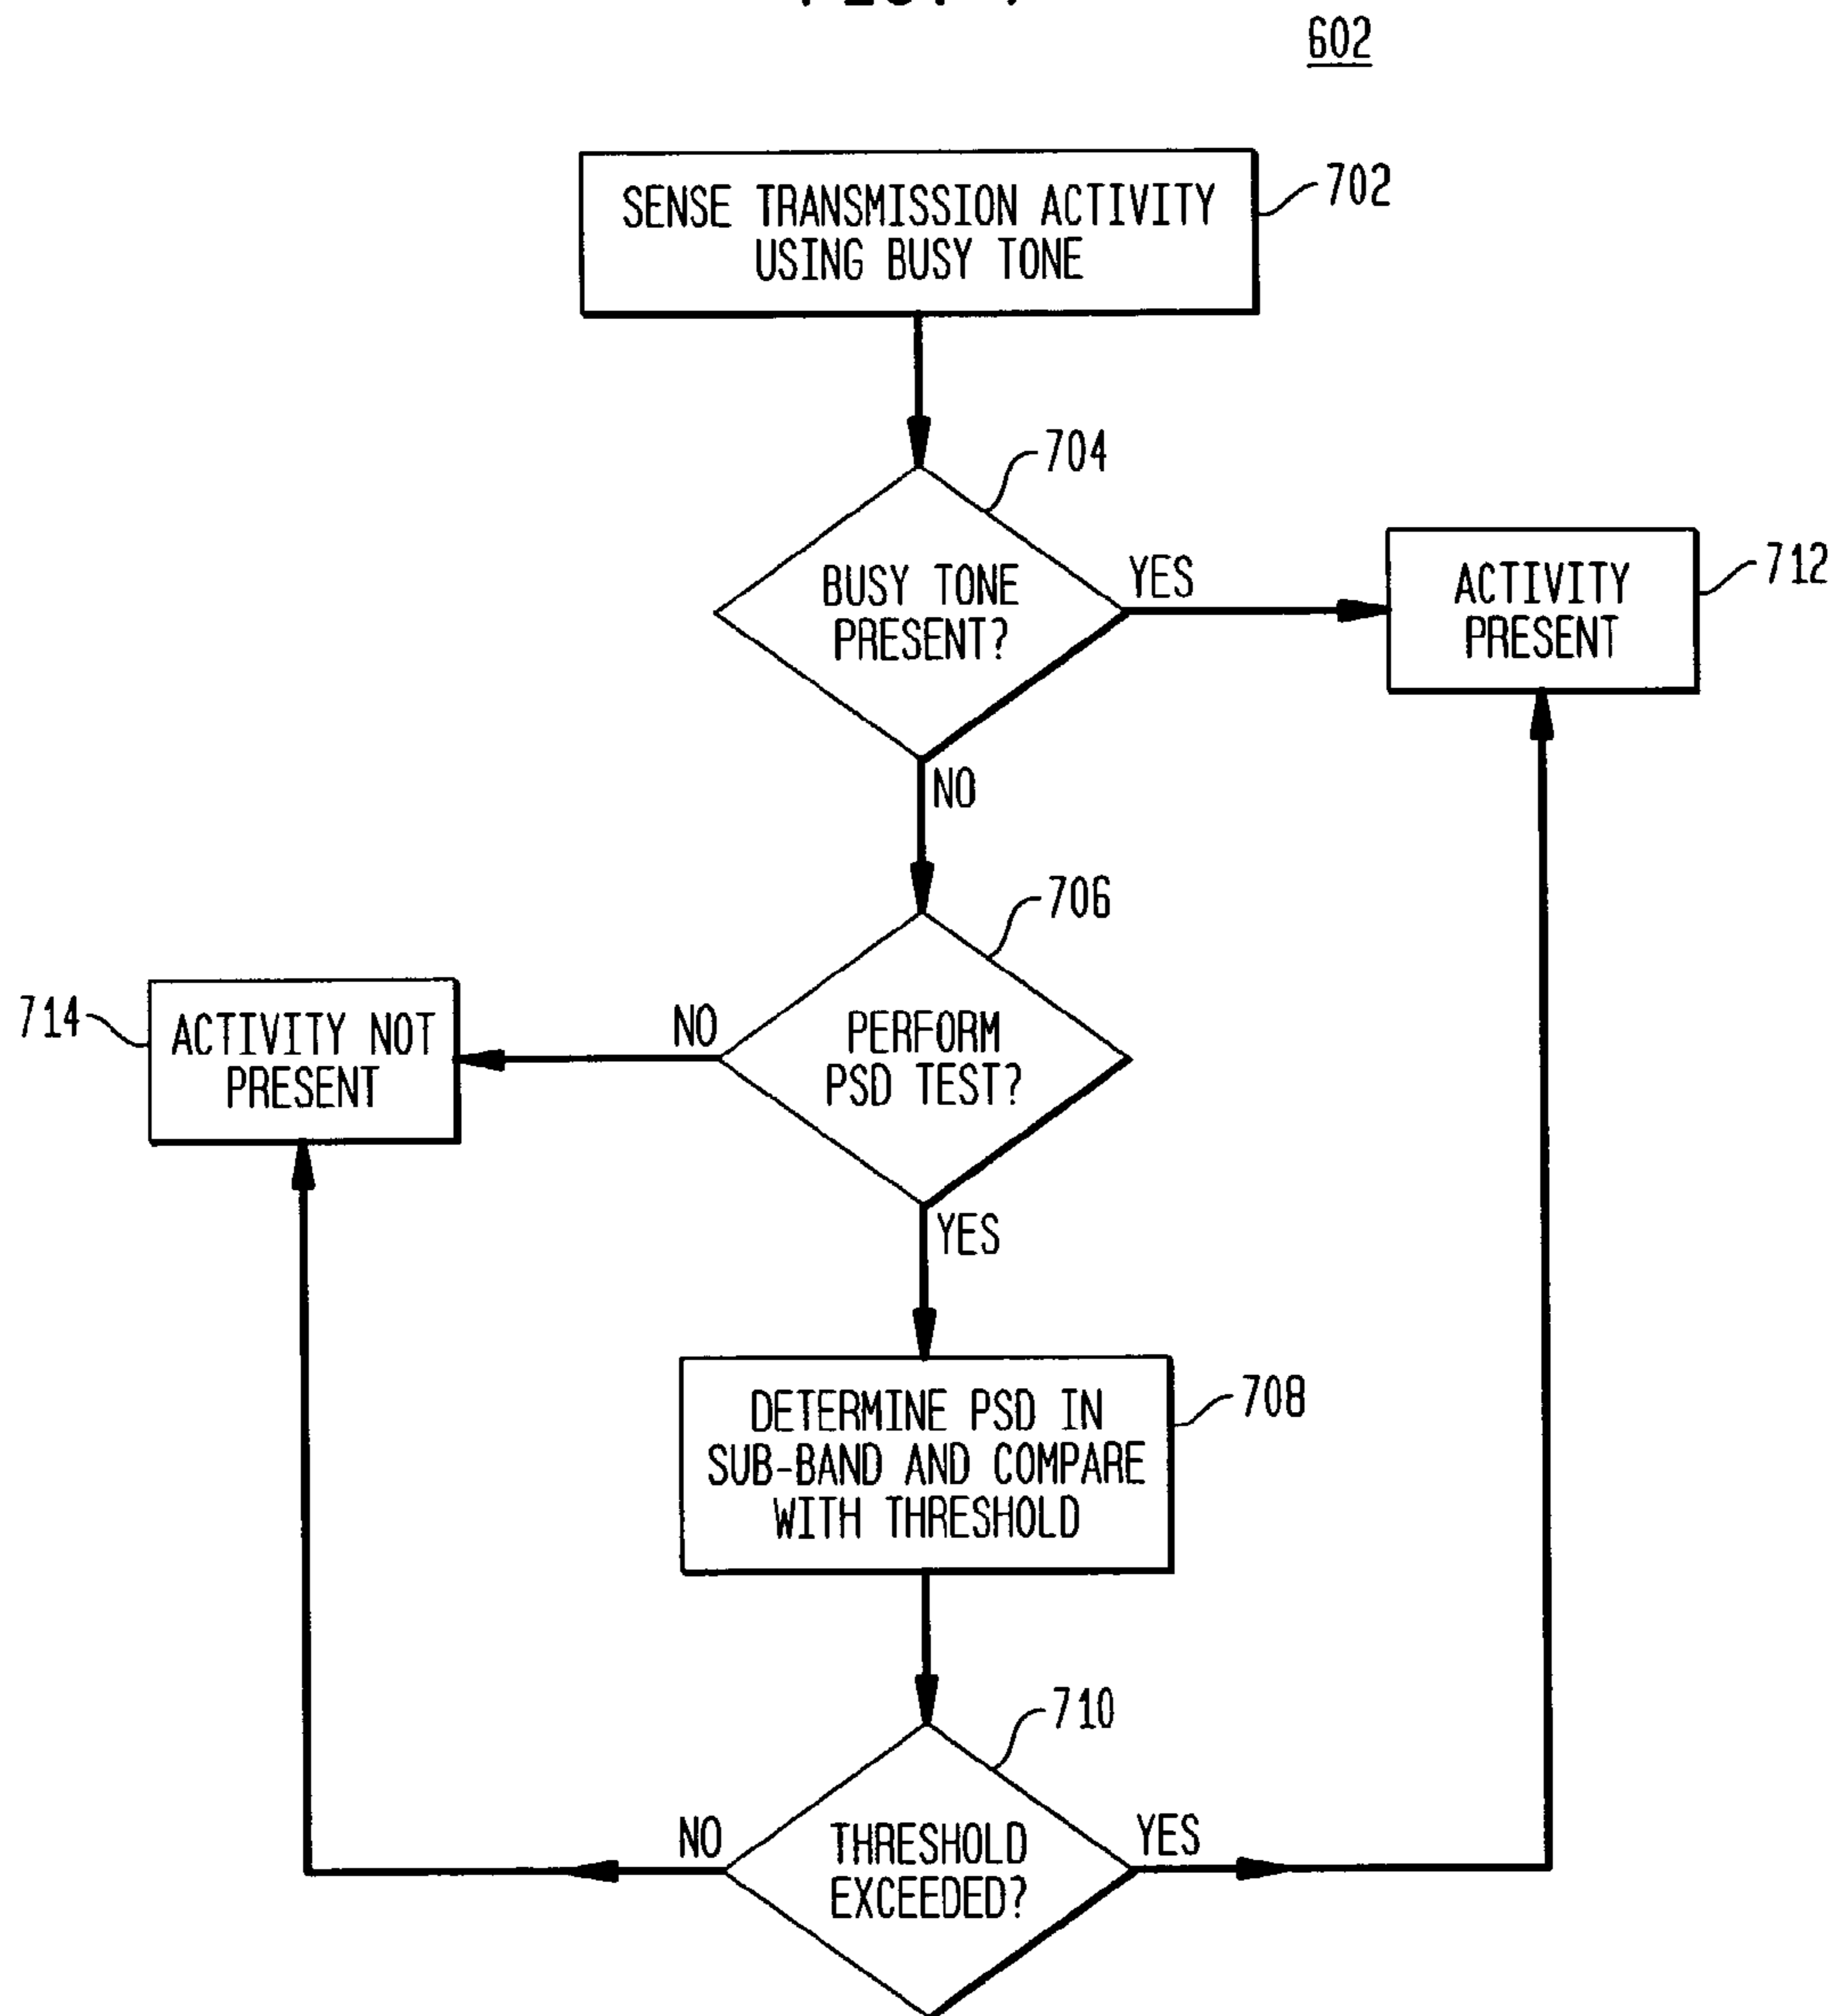 602
SENSE TRANSMISSION ACTIVITY
USING BUSY TONE
702
704
BUSY TONE
PRESENT?
YES
ACTIVITY
PRESENT
712
NO
706
714
ACTIVITY NOT
PRESENT
NO
PERFORM
PSD TEST?
YES
DETERMINE PSD IN
SUB-BAND AND COMPARE
WITH THRESHOLD
708
710
NO
THRESHOLD
EXCEEDED?
YES